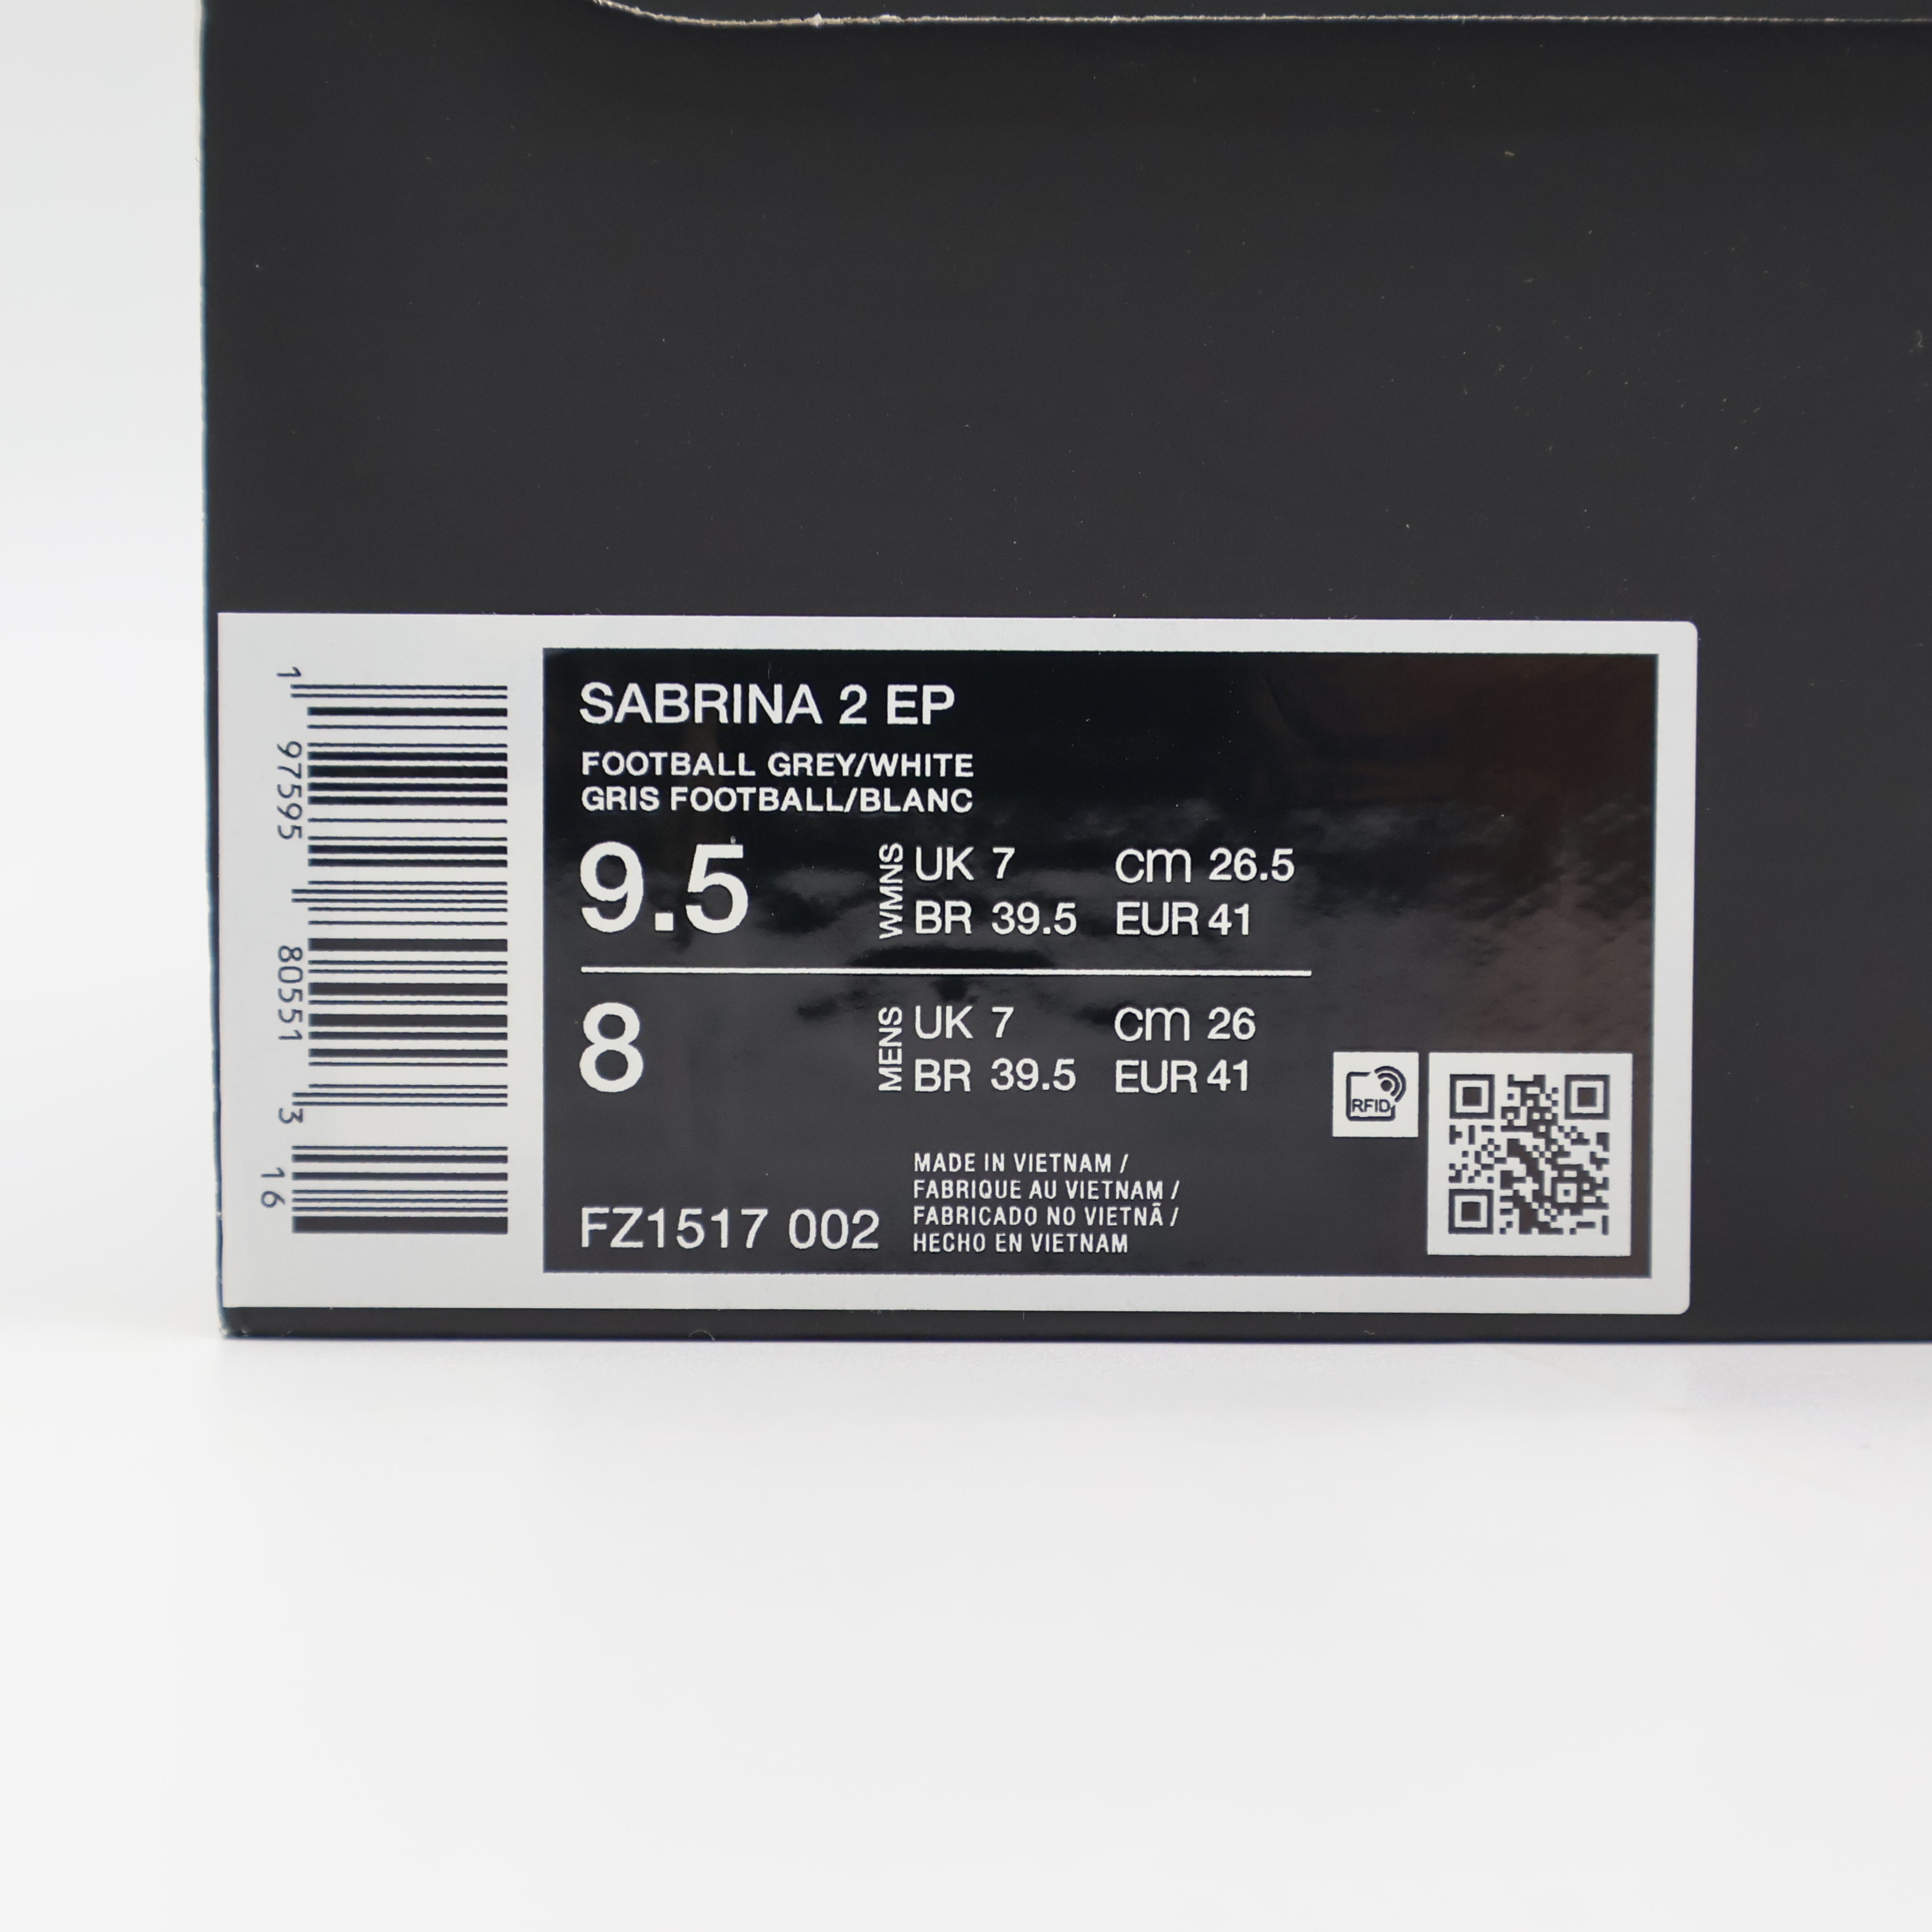 1 97595 80551 3 16
SABRINA 2 EP
FOOTBALL GREY/WHITE
GRIS FOOTBALL/BLANC
9.5 WMNS UK 7 cm 26.5
BR 39.5 EUR 41
8 MENS UK 7 cm 26
BR 39.5 EUR 41
RFID
MADE IN VIETNAM /
FABRIQUE AU VIETNAM /
FABRICADO NO VIETNÃ /
HECHO EN VIETNAM
FZ1517 002